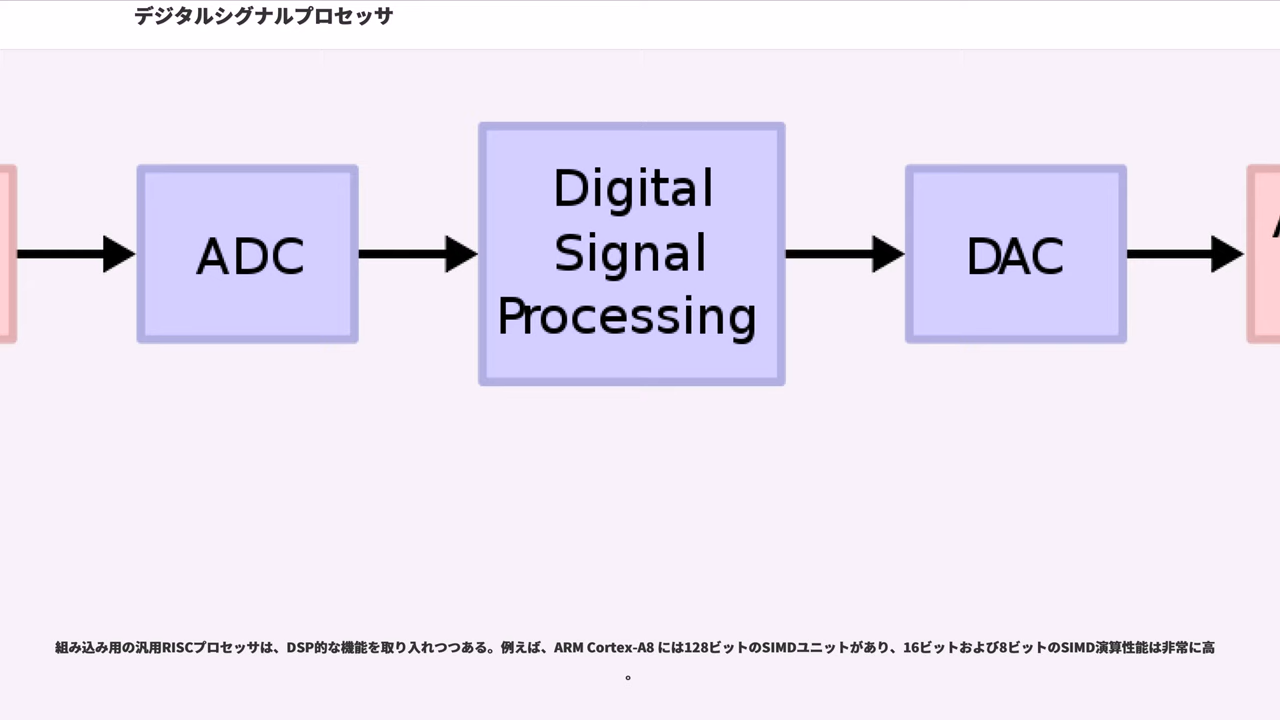 デジタルシグナルプロセッサ
ADC
Digital
Signal
Processing
DAC
組み込み用の汎用RISCプロセッサは、DSP的な機能を取り入れつつある。例えば、ARM Cortex-A8 には128ビットのSIMDユニットがあり、16ビットおよび8ビットのSIMD演算性能は非常に高
。